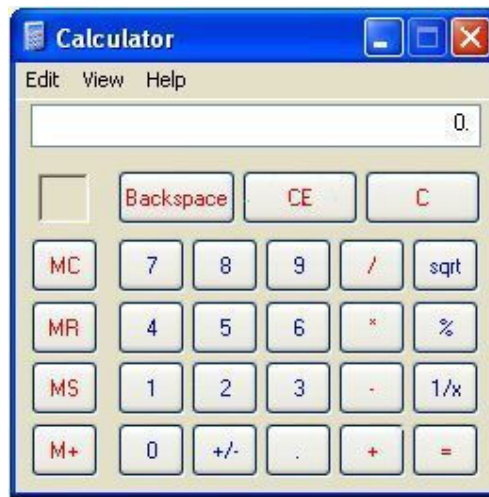 Calculator
Edit View Help
0.
Backspace CE C
MC 7 8 9 / sqrt
MR 4 5 6 * %
MS 1 2 3 - 1/x
M+ 0 +/- . + =